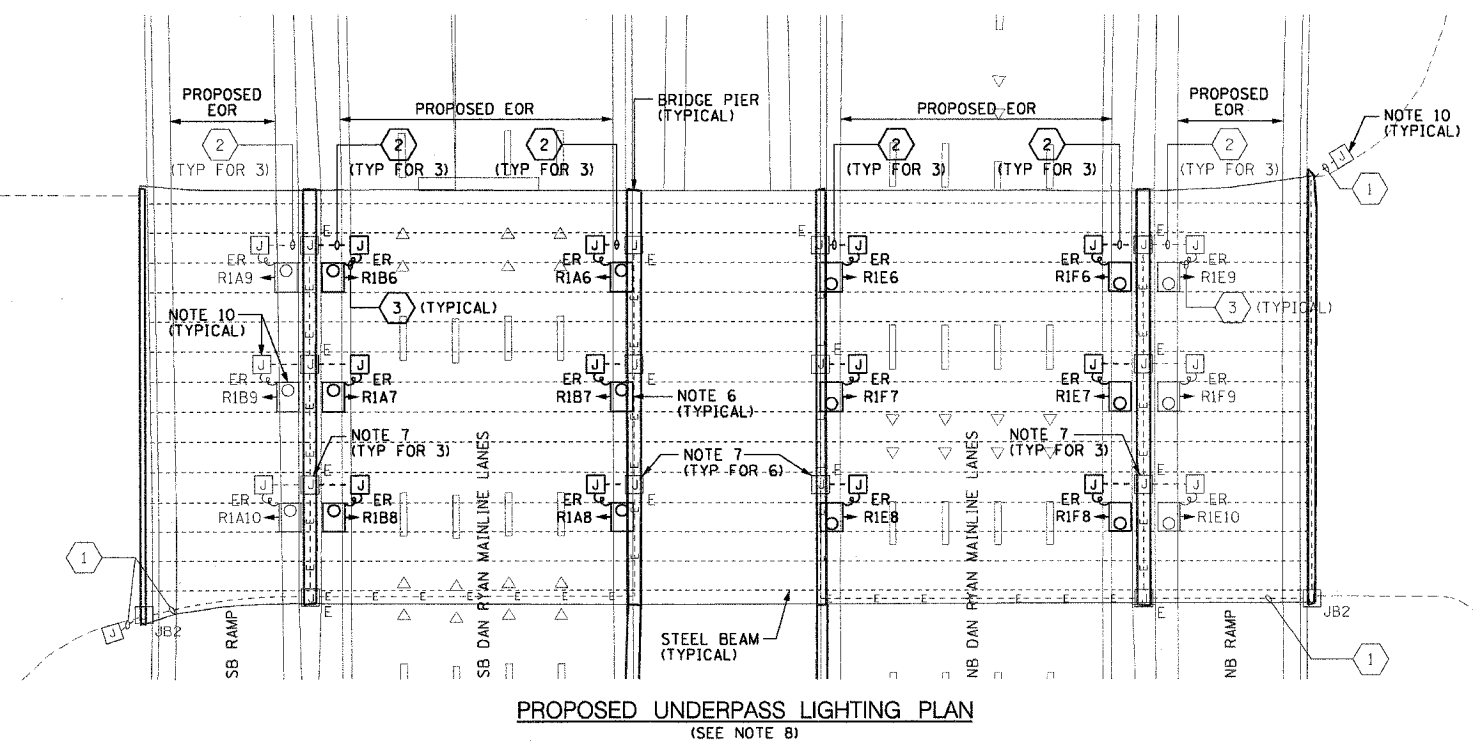 PROPOSED
EOR
PROPOSED EOR
BRIDGE PIER
(TYPICAL)
PROPOSED EOR
PROPOSED
EOR
NOTE 10
(TYPICAL)
2
(TYP FOR 3)
2
(TYP FOR 3)
2
(TYP FOR 3)
2
(TYP FOR 3)
2
(TYP FOR 3)
2
(TYP FOR 3)
J
1
E
E
E
E
J J J J J J J J J J
ER ER ER ER ER ER
R1A9 R1B6 R1A6 R1E6 R1F6 R1E9
3 (TYPICAL)
3 (TYPICAL)
NOTE 10
(TYPICAL)
J J J J J J J J J J
ER ER ER ER ER ER
R1B9 R1A7 R1B7 R1F7 R1E7 R1F9
NOTE 6
(TYPICAL)
NOTE 7
(TYP FOR 3)
NOTE 7
(TYP FOR 6)
NOTE 7
(TYP FOR 3)
J J J J J J J J J J
ER ER ER ER ER ER
R1A10 R1B8 R1A8 R1E8 R1F8 R1E10
1
J
JB2
J
E E E E E E E E E E
J
JB2
SB RAMP
SB DAN RYAN MAINLINE LANES
STEEL BEAM
(TYPICAL)
NB DAN RYAN MAINLINE LANES
NB RAMP
1
PROPOSED UNDERPASS LIGHTING PLAN
(SEE NOTE 8)